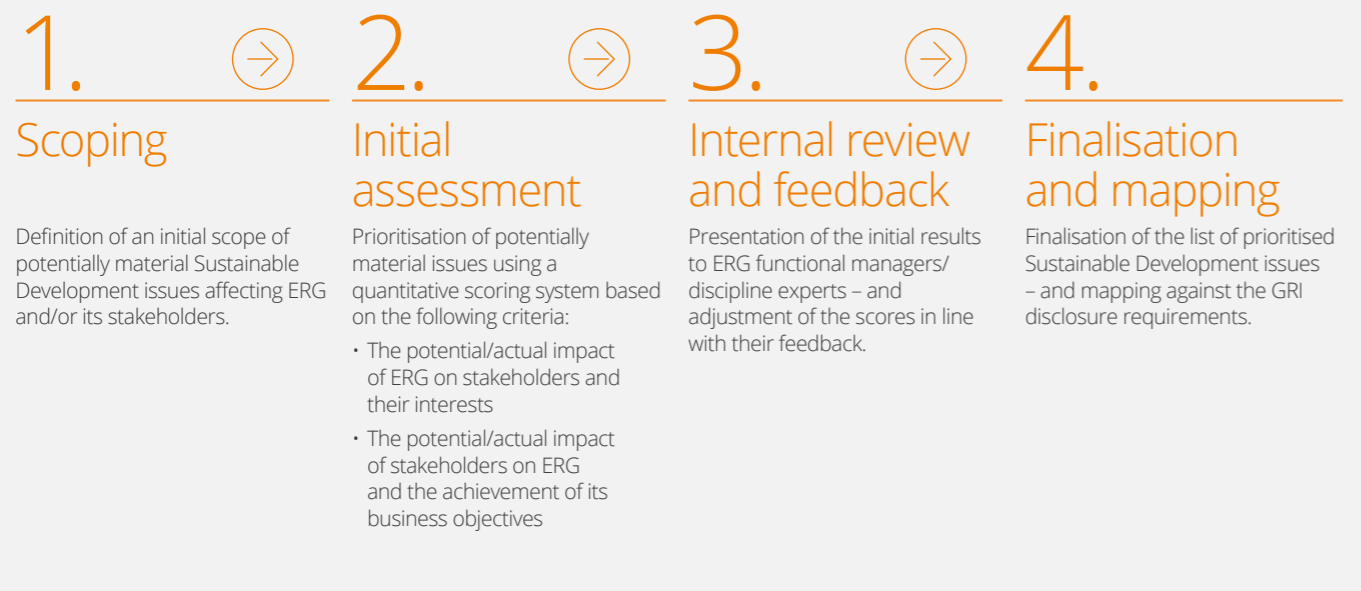 1.
Scoping
Definition of an initial scope of
potentially material Sustainable
Development issues affecting ERG
and/or its stakeholders.
2.
Initial
assessment
Prioritisation of potentially
material issues using a
quantitative scoring system based
on the following criteria:
• The potential/actual impact
of ERG on stakeholders and
their interests
• The potential/actual impact
of stakeholders on ERG
and the achievement of its
business objectives
3.
Internal review
and feedback
Presentation of the initial results
to ERG functional managers/
discipline experts – and
adjustment of the scores in line
with their feedback.
4.
Finalisation
and mapping
Finalisation of the list of prioritised
Sustainable Development issues
– and mapping against the GRI
disclosure requirements.